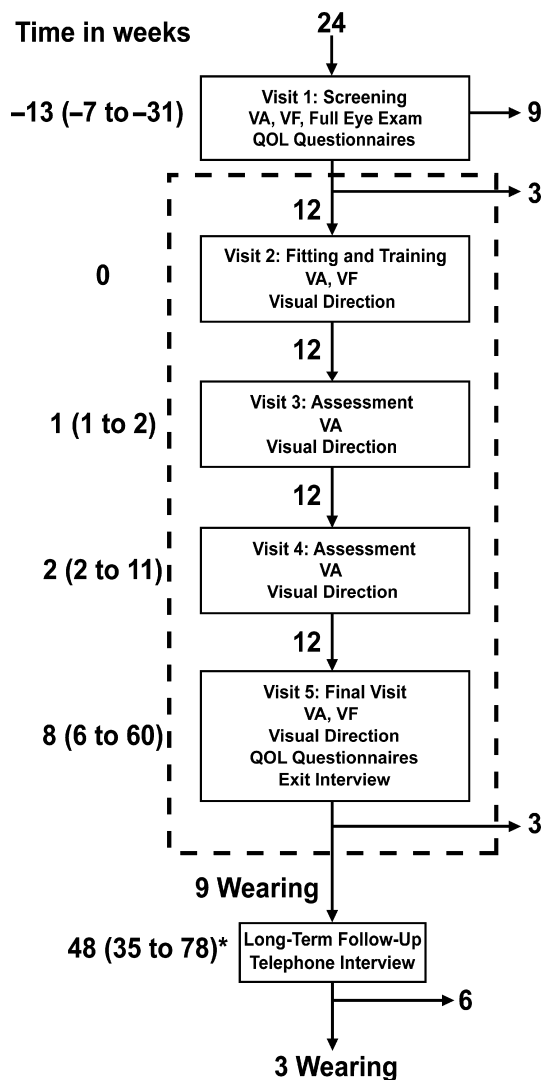 Time in weeks
24
–13 (–7 to –31)
Visit 1: Screening
VA, VF, Full Eye Exam
QOL Questionnaires
9
3
12
0
Visit 2: Fitting and Training
VA, VF
Visual Direction
12
1 (1 to 2)
Visit 3: Assessment
VA
Visual Direction
12
2 (2 to 11)
Visit 4: Assessment
VA
Visual Direction
12
8 (6 to 60)
Visit 5: Final Visit
VA, VF
Visual Direction
QOL Questionnaires
Exit Interview
3
9 Wearing
48 (35 to 78)*
Long-Term Follow-Up
Telephone Interview
6
3 Wearing